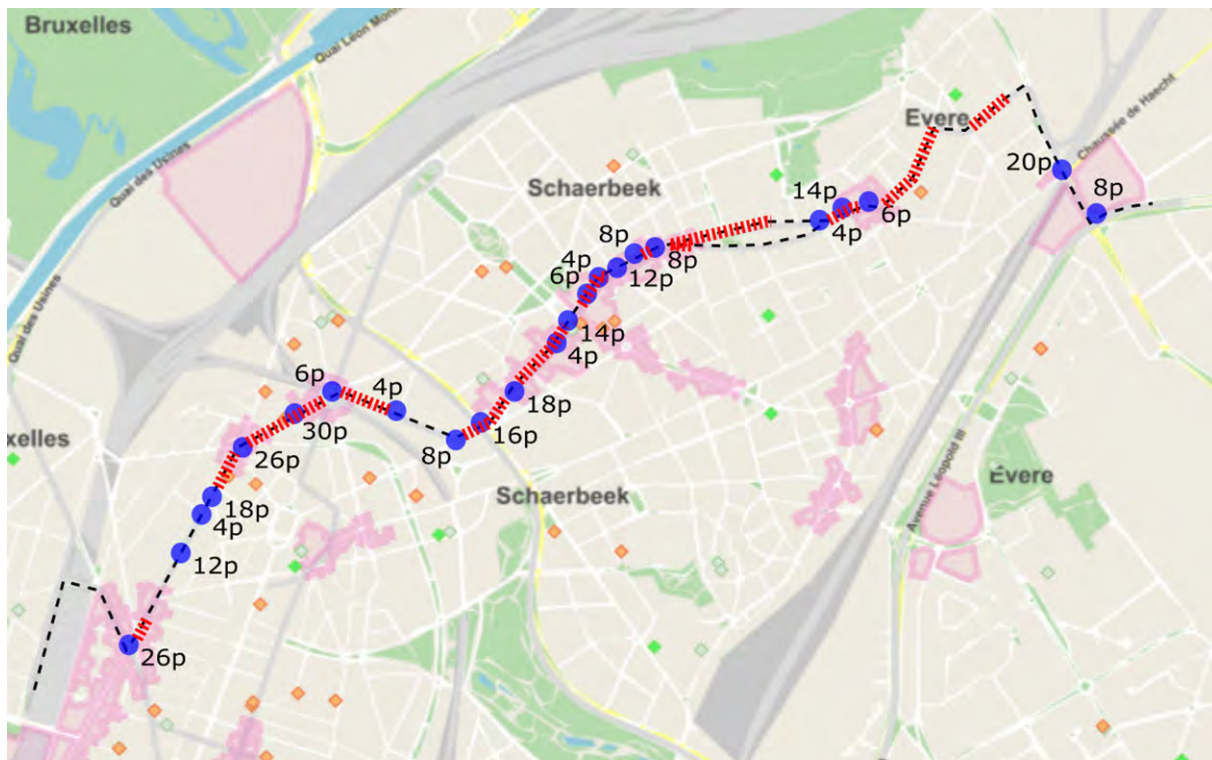 Bruxelles
Quai Léon Monn
Quai des Usines
Quai des Usines
Evere
Chaussée de Haecht
Schaerbeek
20p
8p
14p
4p
6p
8p
8p
4p
12p
6p
14p
4p
6p
4p
18p
30p
16p
8p
xelles
26p
Schaerbeek
Évere
Avenue Léopold III
18p
4p
12p
26p